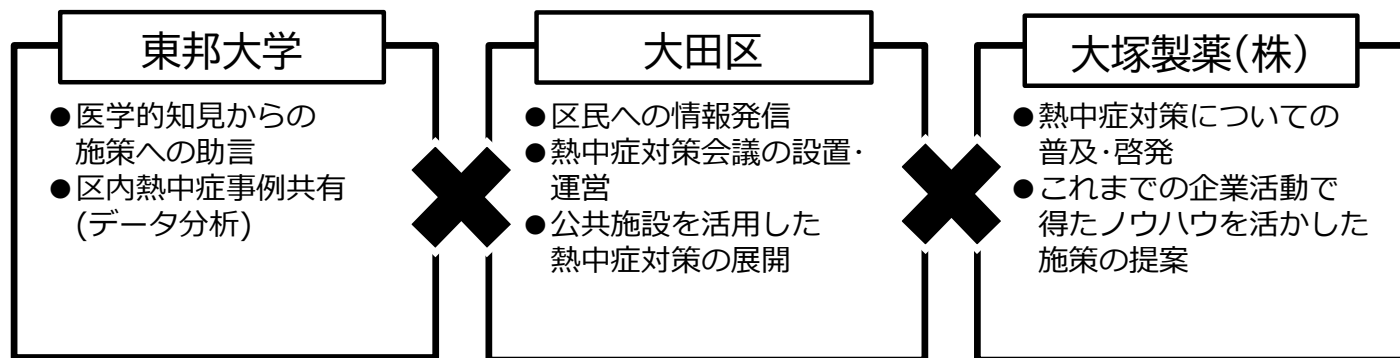 東邦大学
●医学的知見からの
施策への助言
●区内熱中症事例共有
(データ分析)
大田区
●区民への情報発信
●熱中症対策会議の設置･
運営
●公共施設を活用した
熱中症対策の展開
大塚製薬(株)
●熱中症対策についての
普及･啓発
●これまでの企業活動で
得たノウハウを活かした
施策の提案